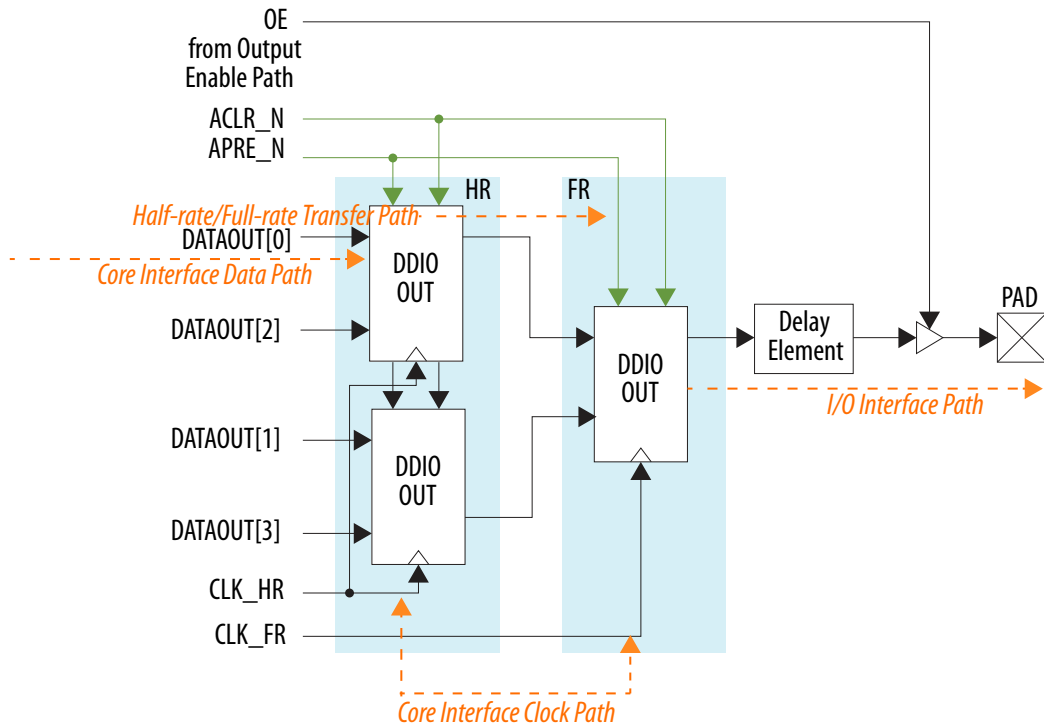 OE
from Output
Enable Path
ACLR_N
APRE_N
HR
FR
Half-rate/Full-rate Transfer Path
DATAOUT[0]
Core Interface Data Path
DDIO
OUT
DATAOUT[2]
PAD
Delay
Element
DDIO
OUT
I/O Interface Path
DATAOUT[1]
DDIO
OUT
DATAOUT[3]
CLK_HR
CLK_FR
Core Interface Clock Path